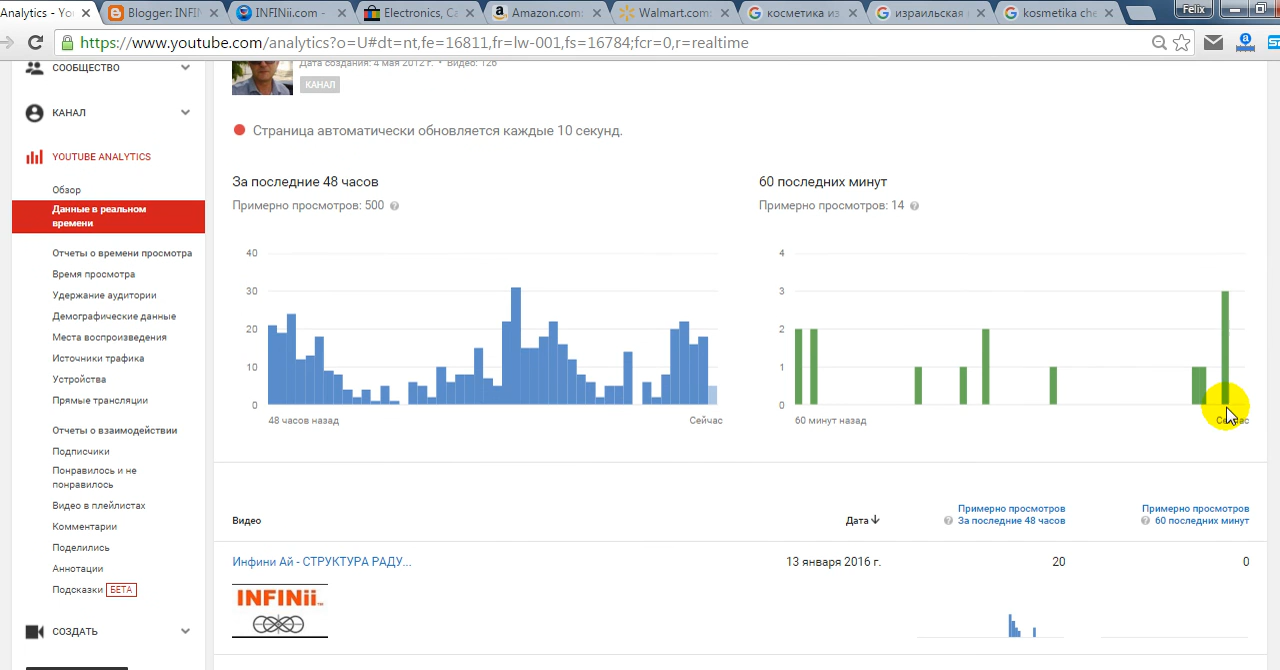 Analytics - Yo
Blogger: INFIN
INFINii.com -
Electronics, Ca
Amazon.com:
Walmart.com:
косметика из
израильская
kosmetika che
Felix
https://www.youtube.com/analytics?o=U#dt=nt,fe=16811,fr=lw-001,fs=16784;fcr=0,r=realtime
СООБЩЕСТВО
КАНАЛ
YOUTUBE ANALYTICS
Обзор
Данные в реальном
времени
Отчеты о времени просмотра
Время просмотра
Удержание аудитории
Демографические данные
Места воспроизведения
Источники трафика
Устройства
Прямые трансляции
Отчеты о взаимодействии
Подписчики
Понравилось и не
понравилось
Видео в плейлистах
Комментарии
Поделились
Аннотации
Подсказки БЕТА
СОЗДАТЬ
Дата создания: 4 мая 2012 г. • Видео: 126
КАНАЛ
Страница автоматически обновляется каждые 10 секунд.
За последние 48 часов
Примерно просмотров: 500 ?
40
30
20
10
0
48 часов назад Сейчас
60 последних минут
Примерно просмотров: 14 ?
4
3
2
1
0
60 минут назад Сейчас
Видео
Дата
Примерно просмотров
? За последние 48 часов
Примерно просмотров
? 60 последних минут
Инфини Ай - СТРУКТУРА РАДУ... 13 января 2016 г. 20 0
INFINii™